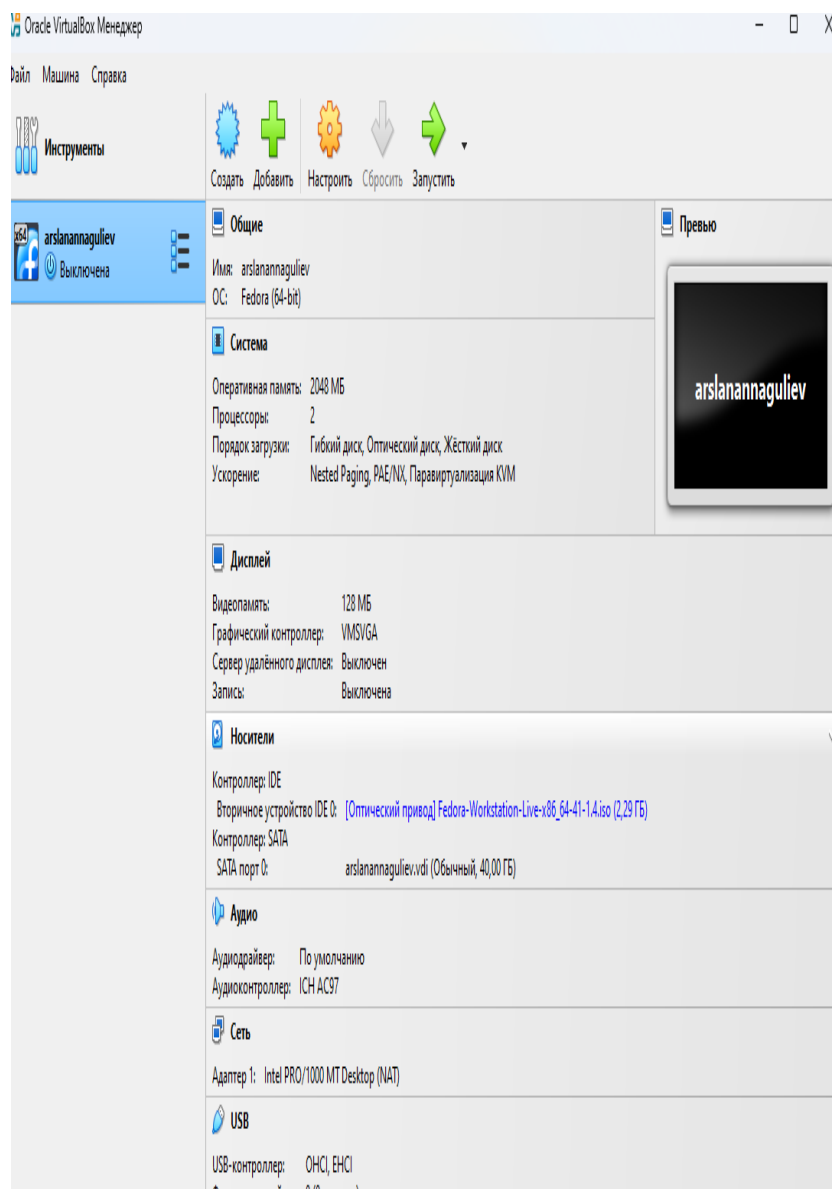 Oracle VirtualBox Менеджер
Файл Машина Справка
Инструменты
Создать Добавить Настроить Сбросить Запустить
x64
arslanannaguliev
Выключена
Общие
Имя: arslanannaguliev
ОС: Fedora (64-bit)
Превью
arslanannaguliev
Система
Оперативная память: 2048 МБ
Процессоры: 2
Порядок загрузки: Гибкий диск, Оптический диск, Жёсткий диск
Ускорение: Nested Paging, PAE/NX, Паравиртуализация KVM
Дисплей
Видеопамять: 128 МБ
Графический контроллер: VMSVGA
Сервер удалённого дисплея: Выключен
Запись: Выключена
Носители
Контроллер: IDE
Вторичное устройство IDE 0: [Оптический привод] Fedora-Workstation-Live-x86_64-41-1.4.iso (2,29 ГБ)
Контроллер: SATA
SATA порт 0: arslanannaguliev.vdi (Обычный, 40,00 ГБ)
Аудио
Аудиодрайвер: По умолчанию
Аудиоконтроллер: ICH AC97
Сеть
Адаптер 1: Intel PRO/1000 MT Desktop (NAT)
USB
USB-контроллер: OHCI, EHCI